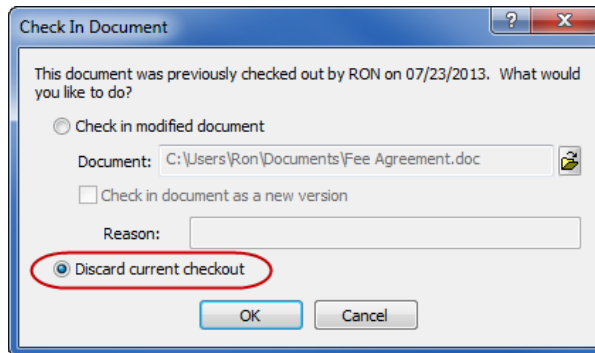 Check In Document
This document was previously checked out by RON on 07/23/2013. What would
you like to do?
Check in modified document
Document: C:\Users\Ron\Documents\Fee Agreement.doc
Check in document as a new version
Reason:
Discard current checkout
OK Cancel